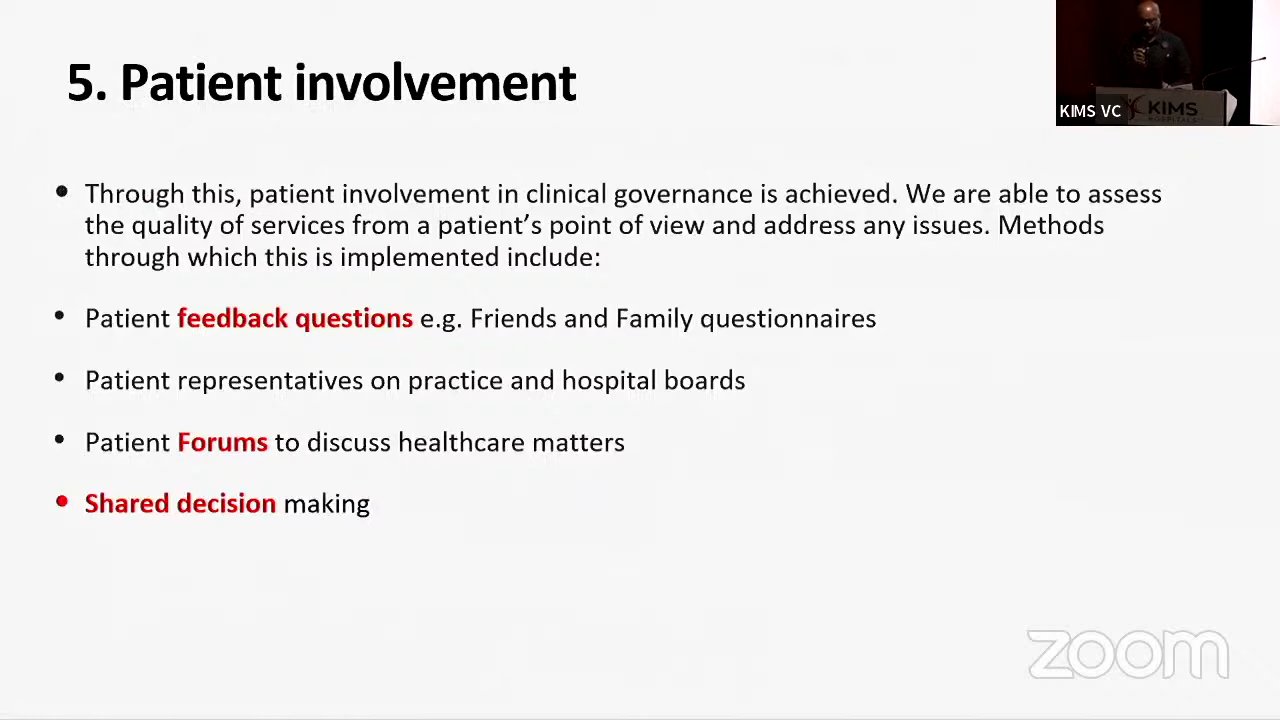 5. Patient involvement
KIMS
HOSPITALS
KIMS VC
• Through this, patient involvement in clinical governance is achieved. We are able to assess
the quality of services from a patient's point of view and address any issues. Methods
through which this is implemented include:
• Patient feedback questions e.g. Friends and Family questionnaires
• Patient representatives on practice and hospital boards
• Patient Forums to discuss healthcare matters
• Shared decision making
zoom